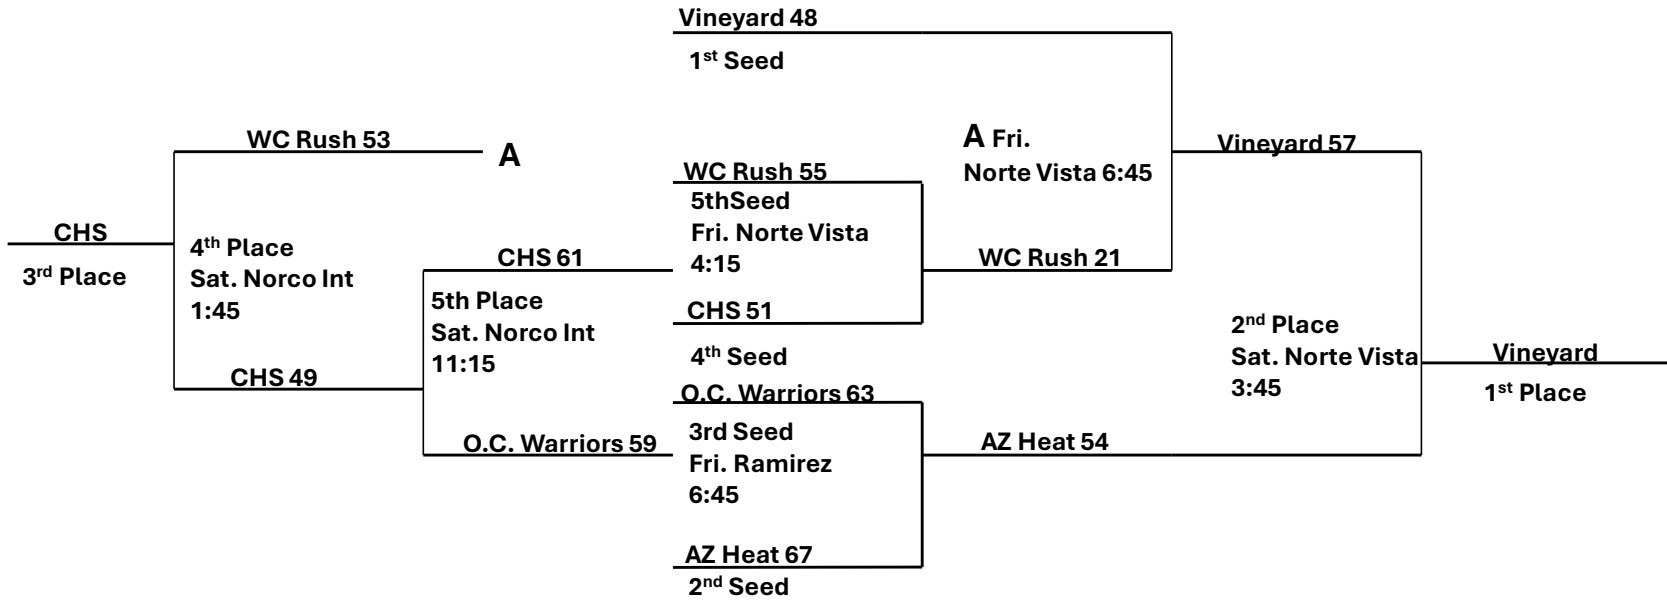 Vineyard 48
1st Seed
WC Rush 53
A
A Fri.
Norte Vista 6:45
Vineyard 57
WC Rush 55
5thSeed
Fri. Norte Vista
4:15
CHS
3rd Place
4th Place
Sat. Norco Int
1:45
CHS 61
WC Rush 21
5th Place
Sat. Norco Int
11:15
CHS 51
4th Seed
2nd Place
Sat. Norte Vista
3:45
Vineyard
1st Place
CHS 49
O.C. Warriors 63
3rd Seed
Fri. Ramirez
6:45
O.C. Warriors 59
AZ Heat 54
AZ Heat 67
2nd Seed